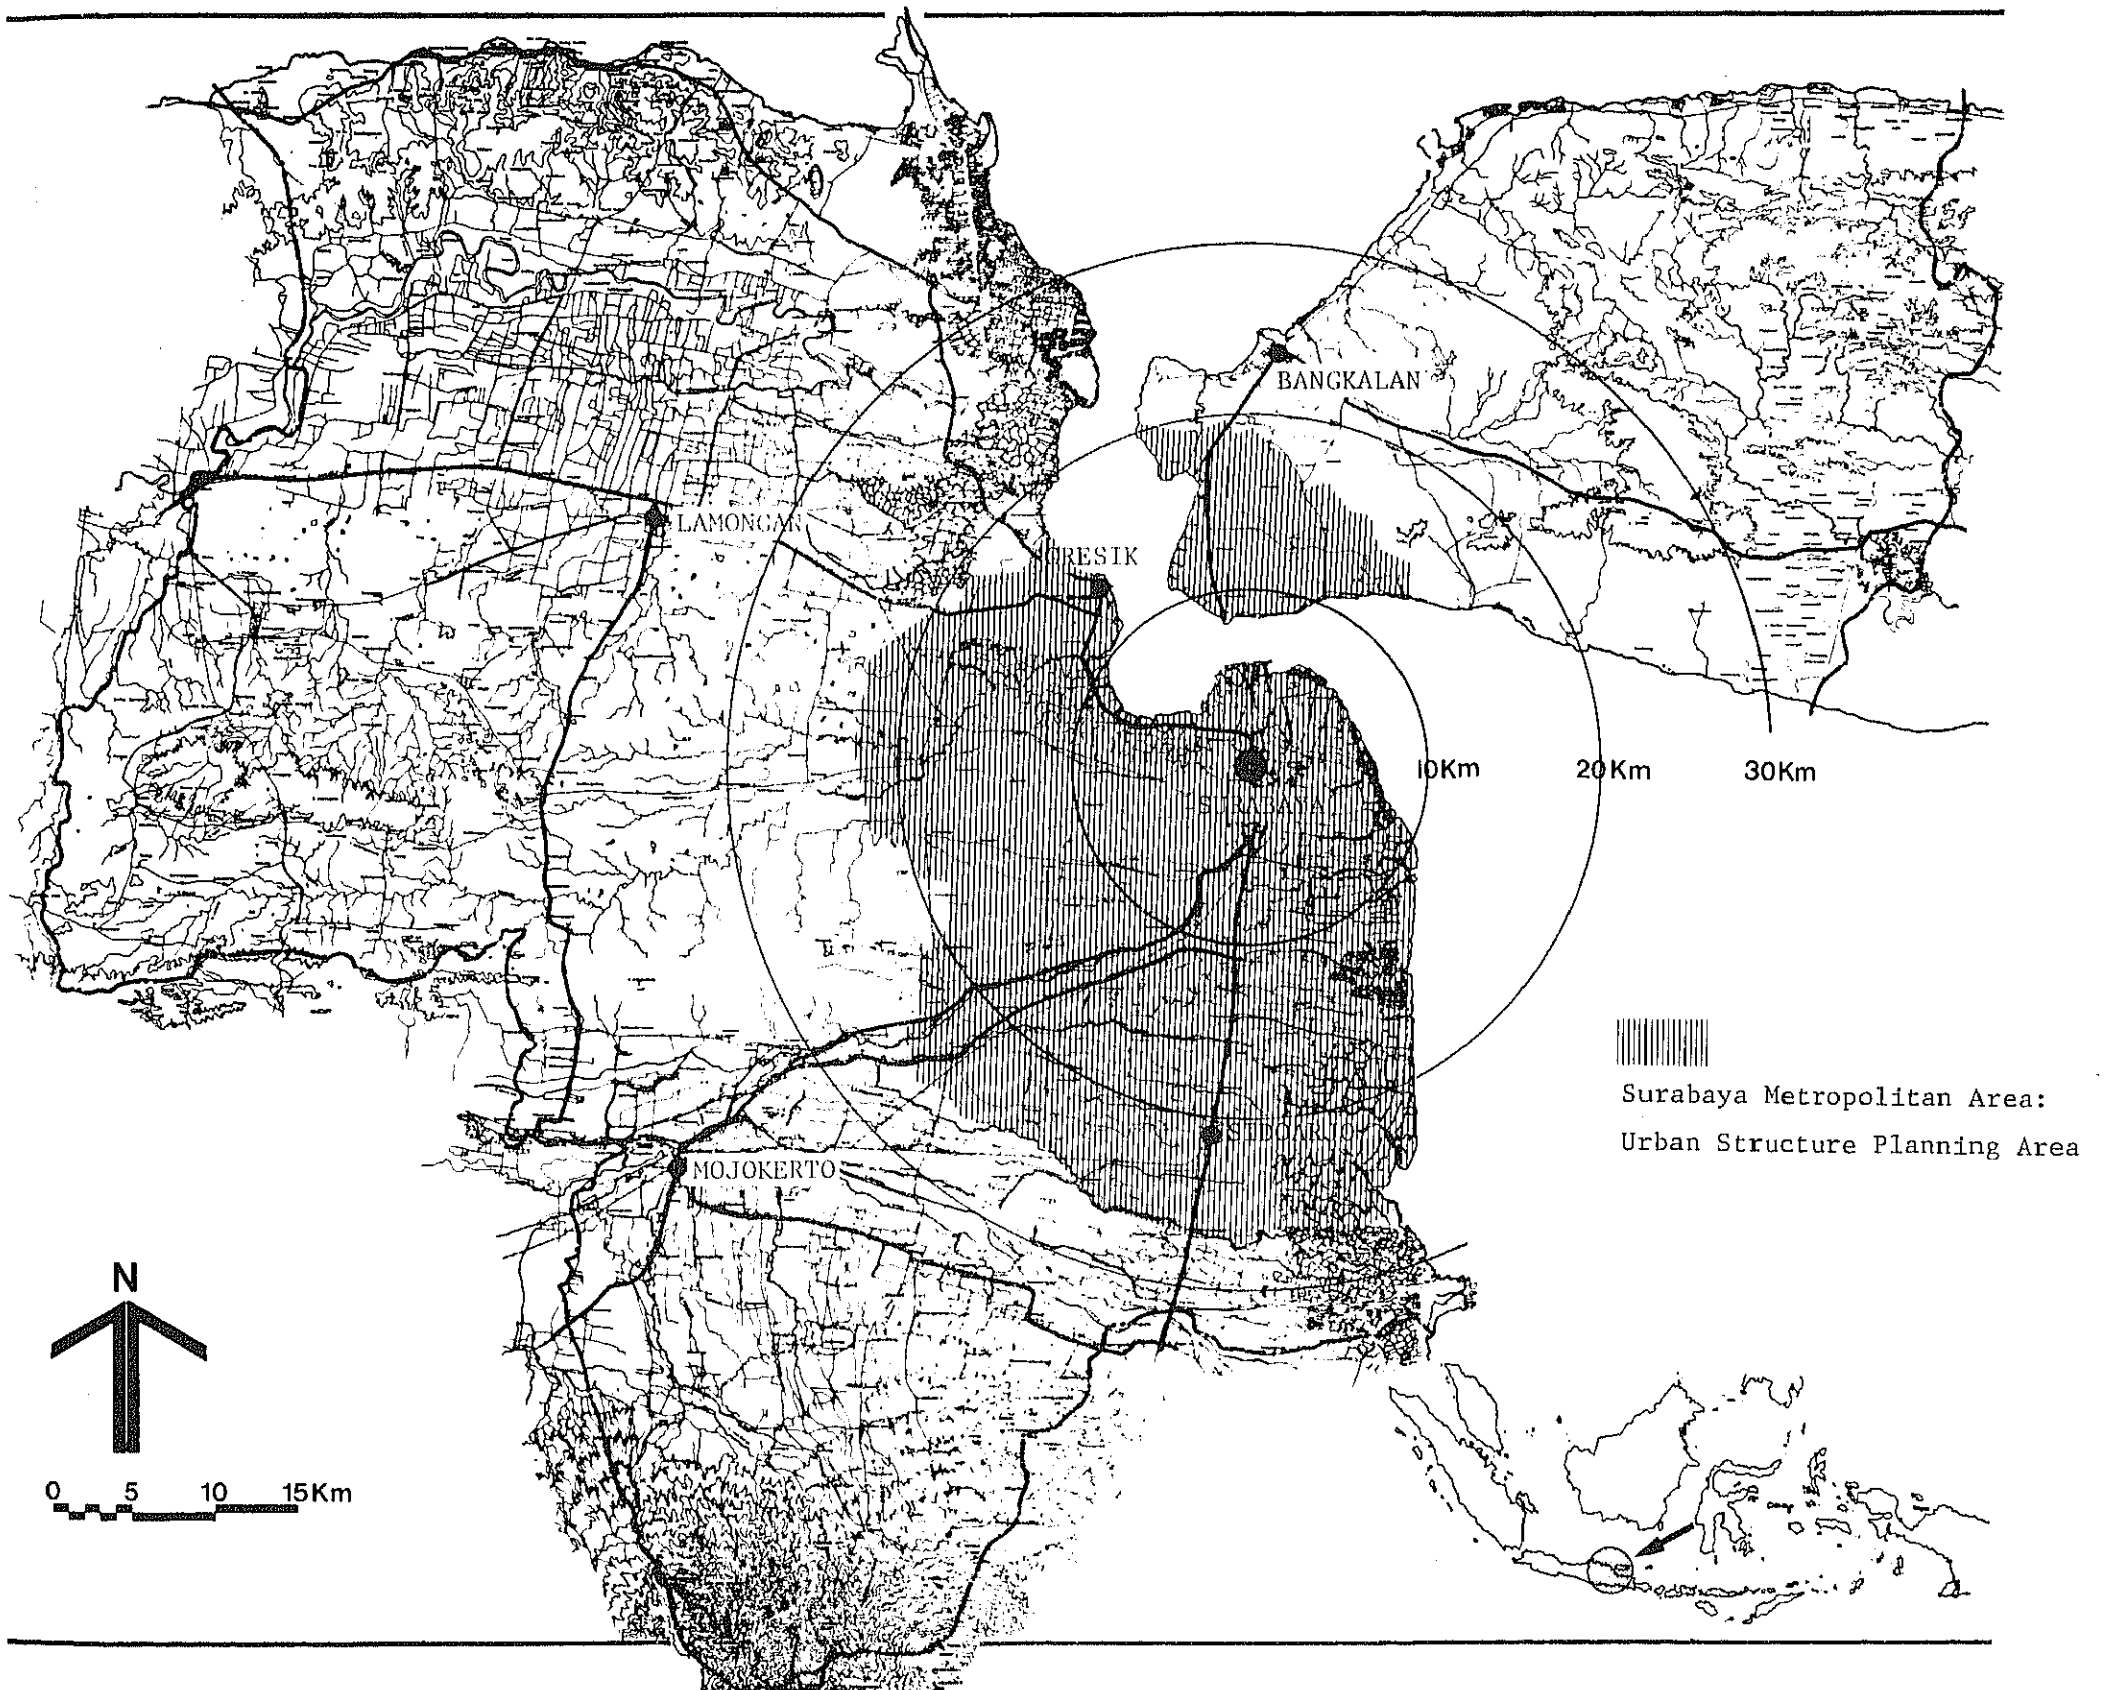 BANGKALAN
LAMONGAN
GRESIK
10Km
20Km
30Km
SURABAYA
Surabaya Metropolitan Area:
Urban Structure Planning Area
SIDOARJO
MOJOKERTO
N
0 5 10 15Km